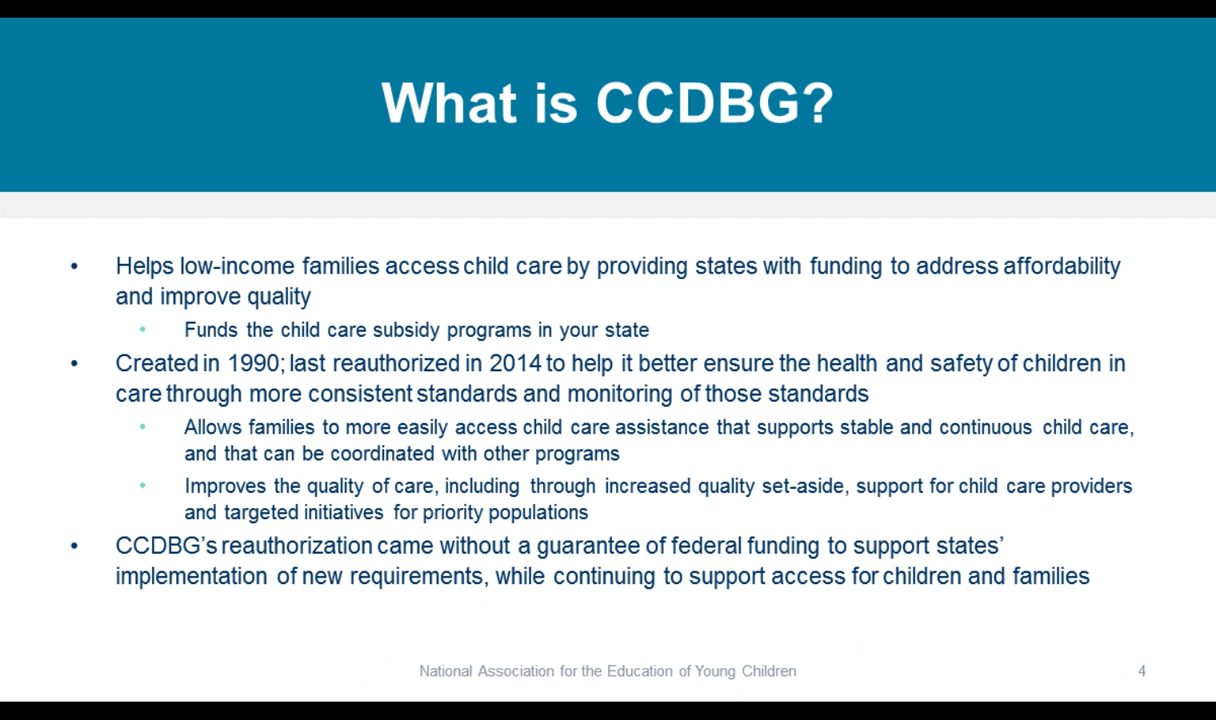 What is CCDBG?
• Helps low-income families access child care by providing states with funding to address affordability
and improve quality
• Funds the child care subsidy programs in your state
• Created in 1990; last reauthorized in 2014 to help it better ensure the health and safety of children in
care through more consistent standards and monitoring of those standards
• Allows families to more easily access child care assistance that supports stable and continuous child care,
and that can be coordinated with other programs
• Improves the quality of care, including through increased quality set-aside, support for child care providers
and targeted initiatives for priority populations
• CCDBG’s reauthorization came without a guarantee of federal funding to support states’
implementation of new requirements, while continuing to support access for children and families
National Association for the Education of Young Children 4